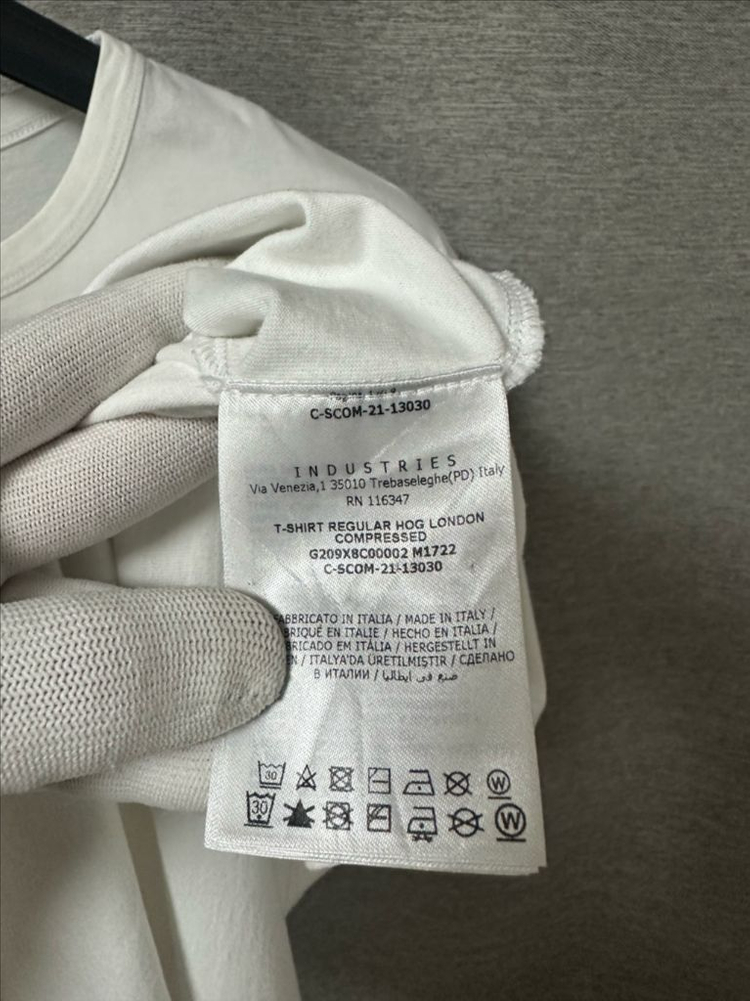 C-SCOM-21-13030
INDUSTRIES
Via Venezia,1 35010 Trebaseleghe(PD) Italy
RN 116347
T-SHIRT REGULAR HOG LONDON
COMPRESSED
G209X8C00002 M1722
C-SCOM-21-13030
FABBRICATO IN ITALIA / MADE IN ITALY /
BRIQUÉ EN ITALIE / HECHO EN ITALIA /
BRICADO EM ITÁLIA / HERGESTELLT IN
EN / ITALYA'DA ÜRETILMIŞTIR / СДЕЛАНО
В ИТАЛИИ / صنع في ايطاليا
30 W
30 W